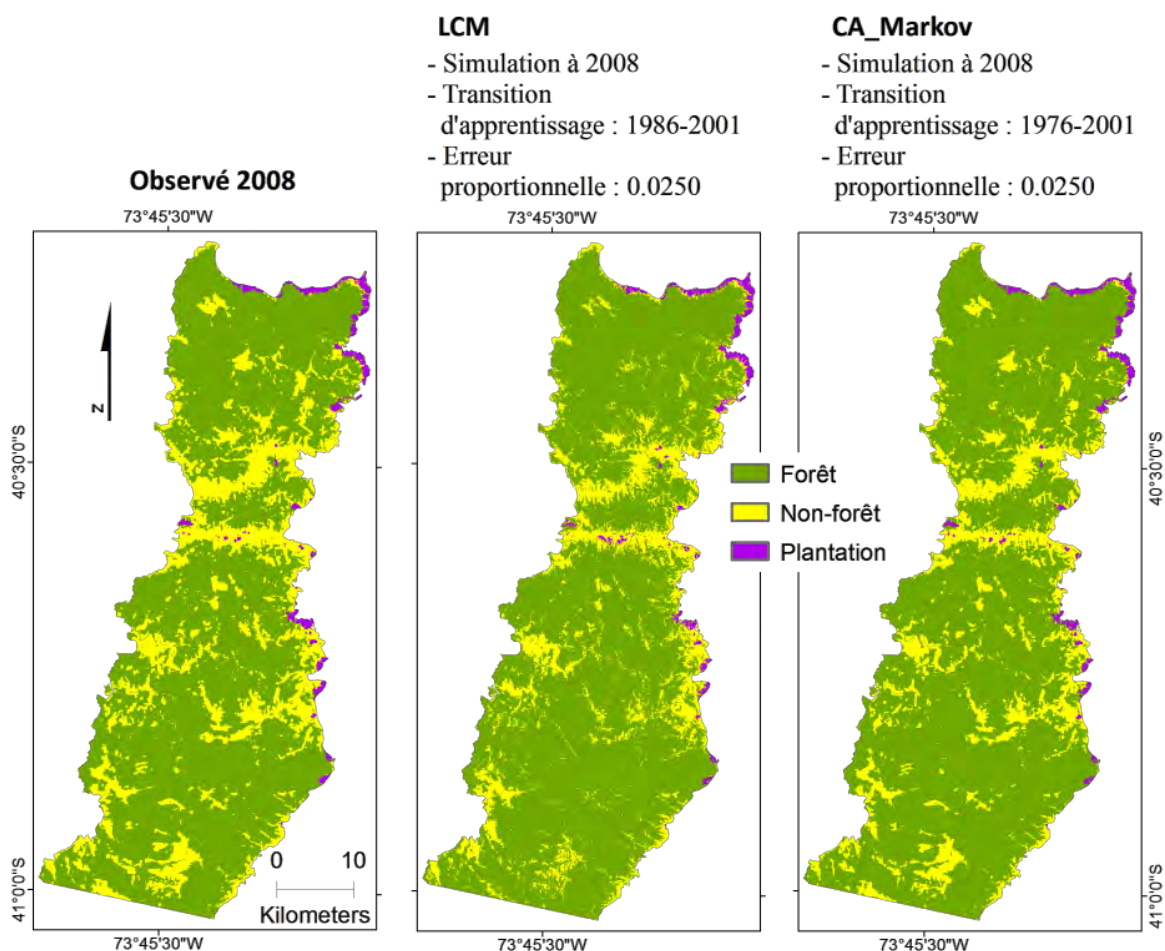 LCM
- Simulation à 2008
- Transition
d'apprentissage : 1986-2001
- Erreur
proportionnelle : 0.0250
CA_Markov
- Simulation à 2008
- Transition
d'apprentissage : 1976-2001
- Erreur
proportionnelle : 0.0250
Observé 2008
73°45'30"W
73°45'30"W
73°45'30"W
N
40°30'0"S
40°30'0"S
Forêt
Non-forêt
Plantation
0 10
Kilometers
41°0'0"S
41°0'0"S
73°45'30"W
73°45'30"W
73°45'30"W